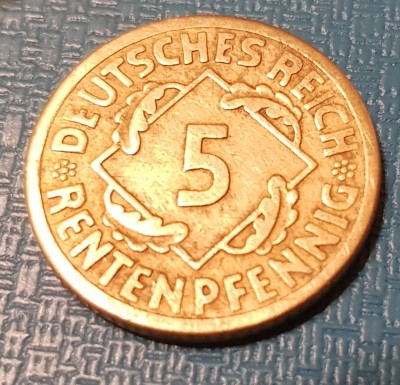 DEUTSCHES REICH
5
RENTENPFENNIG